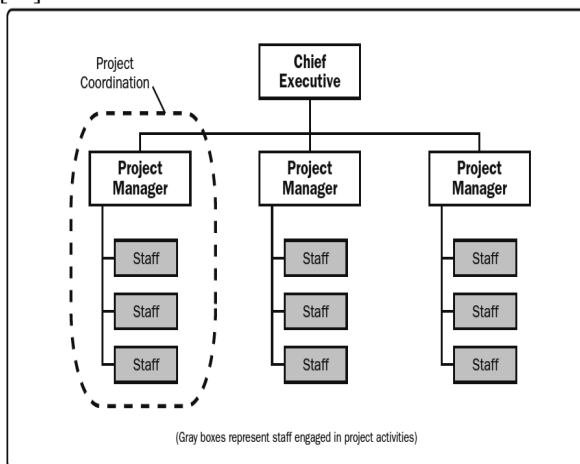 Project
Coordination
Chief
Executive
Project
Manager
Project
Manager
Project
Manager
Staff
Staff
Staff
Staff
Staff
Staff
Staff
Staff
Staff
(Gray boxes represent staff engaged in project activities)